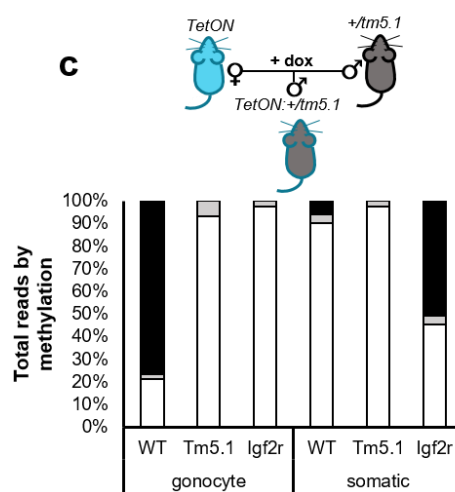 c
TetON
+/tm5.1
+ dox
♀
♂
♂
TetON:+/tm5.1
Total reads by
methylation
100%
90%
80%
70%
60%
50%
40%
30%
20%
10%
0%
WT Tm5.1 Igf2r WT Tm5.1 Igf2r
gonocyte somatic